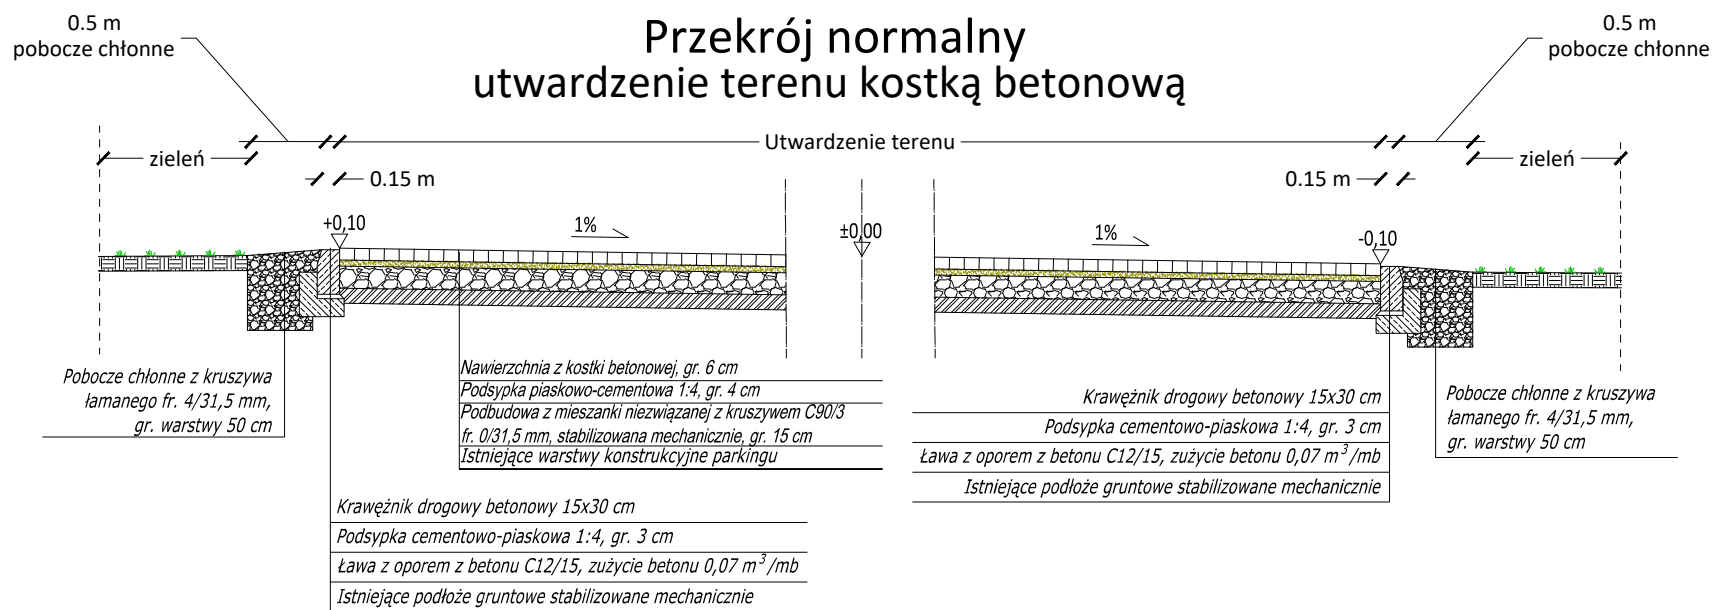 0.5 m
pobocze chłonne
Przekrój normalny
utwardzenie terenu kostką betonową
0.5 m
pobocze chłonne
zieleń
Utwardzenie terenu
zieleń
0.15 m
0.15 m
+0,10
1%
±0,00
1%
-0,10
Pobocze chłonne z kruszywa
łamanego fr. 4/31,5 mm,
gr. warstwy 50 cm
Nawierzchnia z kostki betonowej, gr. 6 cm
Podsypka piaskowo-cementowa 1:4, gr. 4 cm
Podbudowa z mieszanki niezwiązanej z kruszywem C90/3
fr. 0/31,5 mm, stabilizowana mechanicznie, gr. 15 cm
Istniejące warstwy konstrukcyjne parkingu
Krawężnik drogowy betonowy 15x30 cm
Podsypka cementowo-piaskowa 1:4, gr. 3 cm
Ława z oporem z betonu C12/15, zużycie betonu 0,07 m³/mb
Istniejące podłoże gruntowe stabilizowane mechanicznie
Pobocze chłonne z kruszywa
łamanego fr. 4/31,5 mm,
gr. warstwy 50 cm
Krawężnik drogowy betonowy 15x30 cm
Podsypka cementowo-piaskowa 1:4, gr. 3 cm
Ława z oporem z betonu C12/15, zużycie betonu 0,07 m³/mb
Istniejące podłoże gruntowe stabilizowane mechanicznie